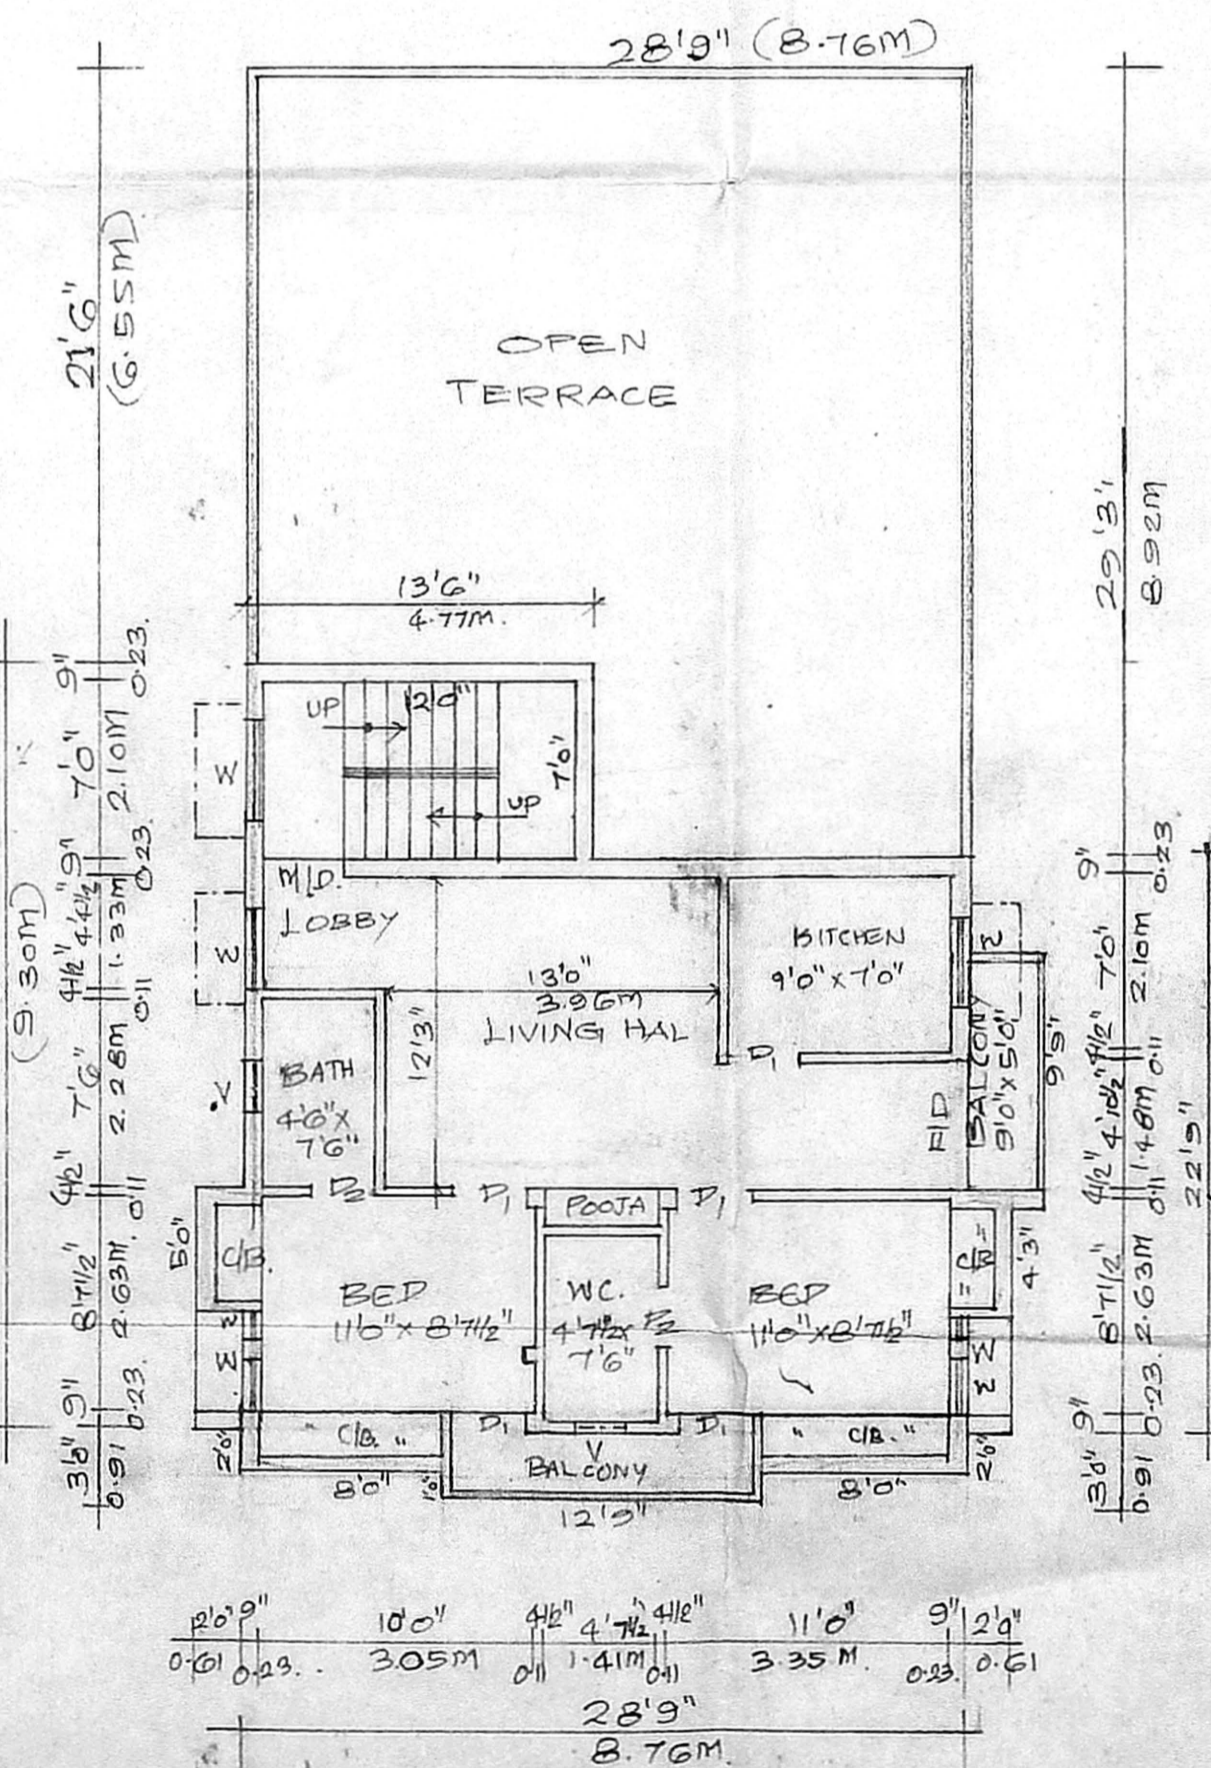 28'9" (8.76M)
21'6"
(6.55M)
OPEN
TERRACE
29'3"
8.92M
13'6"
4.77M.
9"
0.23.
UP
12'0"
7'0"
UP
W
7'0"
2.10M
9"
0.23.
M/D.
LOBBY
W
4'4½"
1.33M
4½"
0.11
(9.30M)
KITCHEN
9'0" x 7'0"
W
9"
0.23
7'0"
2.10M
13'0"
3.96M
LIVING HAL
12'3"
D1
BATH
4'6" x
7'6"
V
7'6"
2.28M
F/D
BALCONY
9'0" x 5'0"
9'9"
4½"
0.11
4'10½"
1.48M
22'9"
4½"
0.11
D2
D1
POOJA
D1
4½"
0.11
5'0"
C/B.
BED
11'0" x 8'7½"
WC.
4'7½ x
7'6"
D2
BED
11'0" x 8'7½"
C/B
4'3"
8'7½"
2.63M.
8'7½"
2.63M
W
W
W
W
9"
0.23.
9"
0.23.
C/B. "
D1
V
D1
" C/B. "
BALCONY
2'0"
8'0"
1'0"
12'9"
8'0"
2'0"
3'0"
0.91
3'0"
0.91
2'0" 9" 10'0" 4½" 4'7½" 4½" 11'0" 9" 2'0"
0.61 0.23. 3.05M 0.11 1.41M 0.11 3.35M. 0.23. 0.61
28'9"
8.76M.